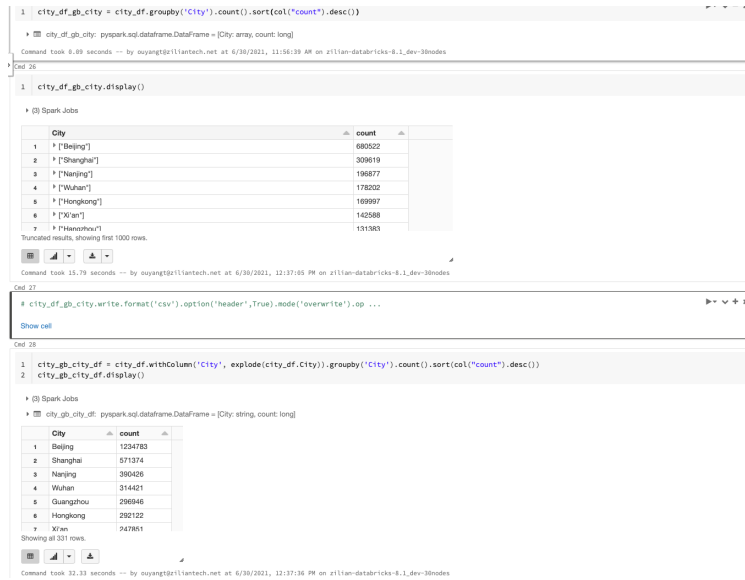 1 city_df_gb_city = city_df.groupby('City').count().sort(col("count").desc())
city_df_gb_city: pyspark.sql.dataframe.DataFrame = [City: array, count: long]
Command took 0.09 seconds -- by ouyangt@ziliantech.net at 6/30/2021, 11:56:39 AM on zilian-databricks-8.1_dev-30nodes
Cmd 26
1 city_df_gb_city.display()
(3) Spark Jobs
City count
1 ["Beijing"] 680522
2 ["Shanghai"] 309619
3 ["Nanjing"] 196877
4 ["Wuhan"] 178202
5 ["Hongkong"] 169997
6 ["Xi'an"] 142588
7 ["Hangzhou"] 131383
Truncated results, showing first 1000 rows.
Command took 15.79 seconds -- by ouyangt@ziliantech.net at 6/30/2021, 12:37:05 PM on zilian-databricks-8.1_dev-30nodes
Cmd 27
# city_df_gb_city.write.format('csv').option('header',True).mode('overwrite').op ...
Show cell
Cmd 28
1 city_gb_city_df = city_df.withColumn('City', explode(city_df.City)).groupby('City').count().sort(col("count").desc())
2 city_gb_city_df.display()
(3) Spark Jobs
city_gb_city_df: pyspark.sql.dataframe.DataFrame = [City: string, count: long]
City count
1 Beijing 1234783
2 Shanghai 571374
3 Nanjing 390426
4 Wuhan 314421
5 Guangzhou 296946
6 Hongkong 292122
7 Xi'an 247851
Showing all 331 rows.
Command took 32.33 seconds -- by ouyangt@ziliantech.net at 6/30/2021, 12:37:36 PM on zilian-databricks-8.1_dev-30nodes